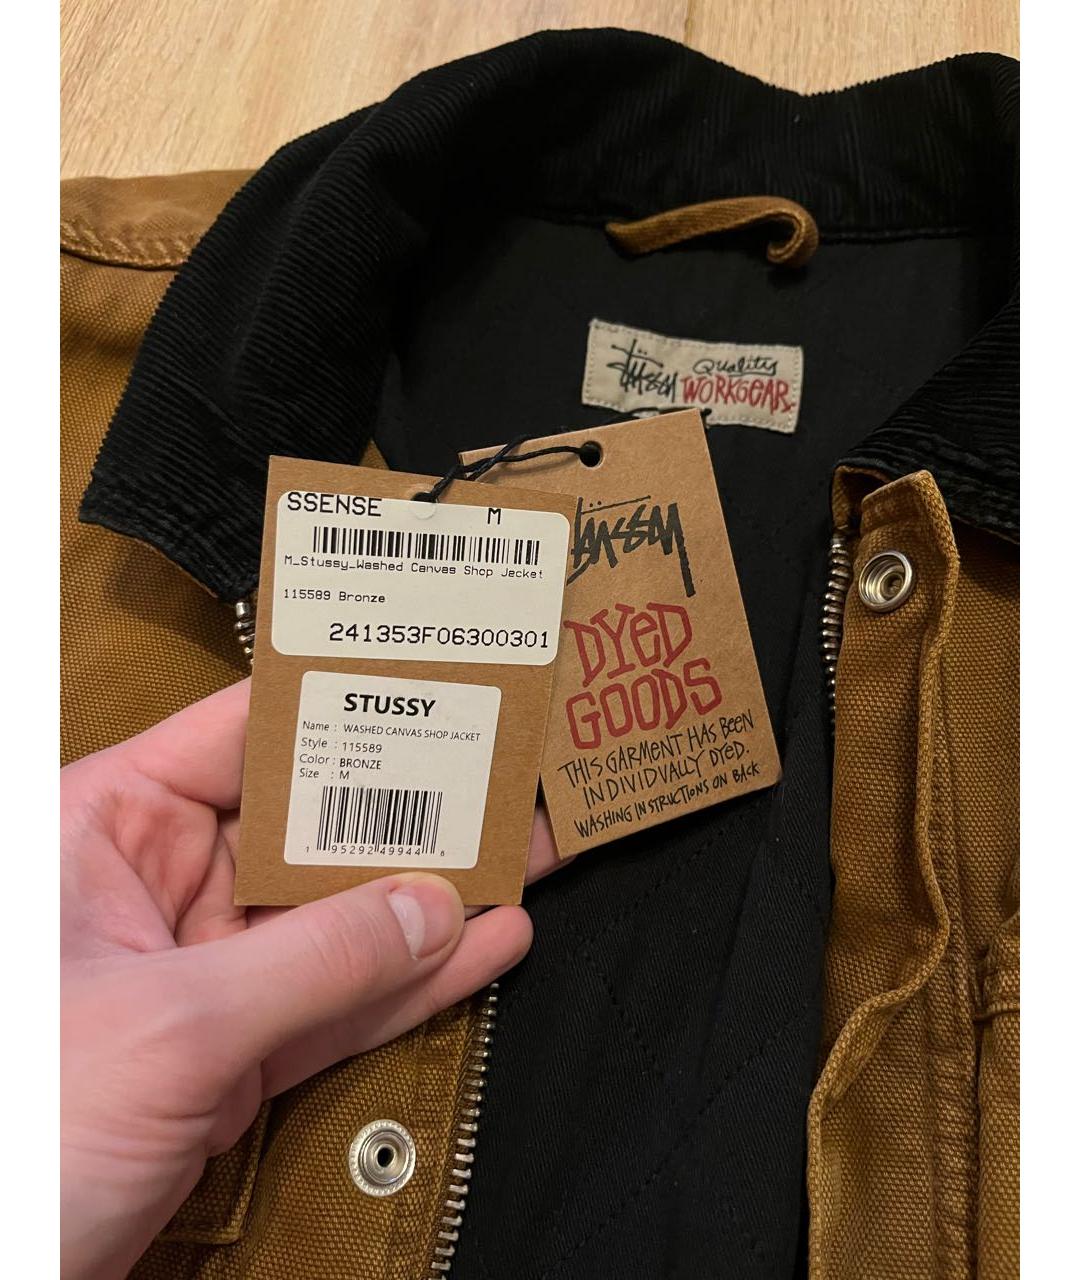 Stüssy Quality
WORKGEAR
SSENSE M
M_Stussy_Washed Canvas Shop Jacket
115589 Bronze
241353F06300301
STUSSY
Name : WASHED CANVAS SHOP JACKET
Style : 115589
Color : BRONZE
Size : M
1 95292 49944 6
Stüssy
DYED
GOODS
THIS GARMENT HAS BEEN
INDIVIDUALLY DYED.
WASHING INSTRUCTIONS ON BACK